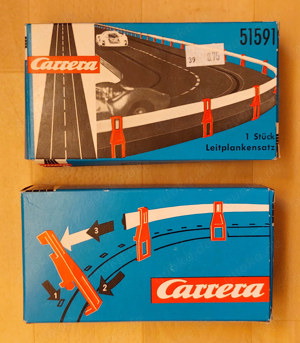 51591
Carrera
1 Stück
Leitplankensatz
3
1
2
Carrera